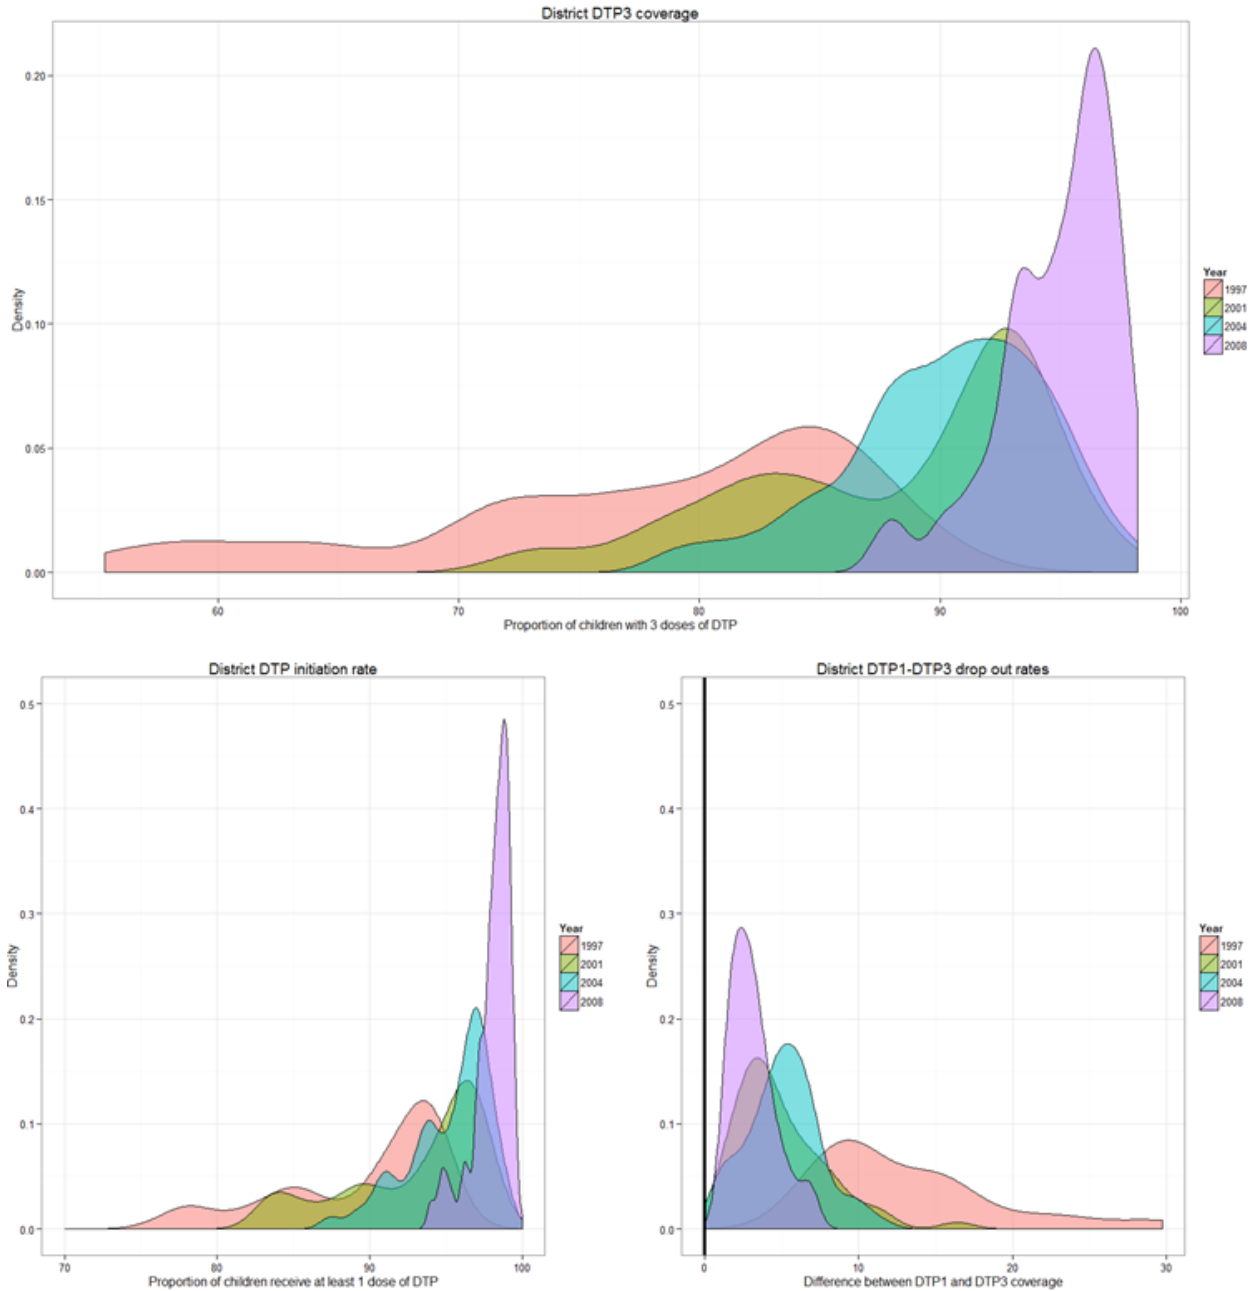 District DTP3 coverage
0.20
0.15
0.10
0.05
0.00
Density
60 70 80 90 100
Proportion of children with 3 doses of DTP
Year
1997
2001
2004
2008
District DTP initiation rate
0.5
0.4
0.3
0.2
0.1
0.0
Density
70 80 90 100
Proportion of children receive at least 1 dose of DTP
Year
1997
2001
2004
2008
District DTP1-DTP3 drop out rates
0.5
0.4
0.3
0.2
0.1
0.0
Density
0 10 20 30
Difference between DTP1 and DTP3 coverage
Year
1997
2001
2004
2008